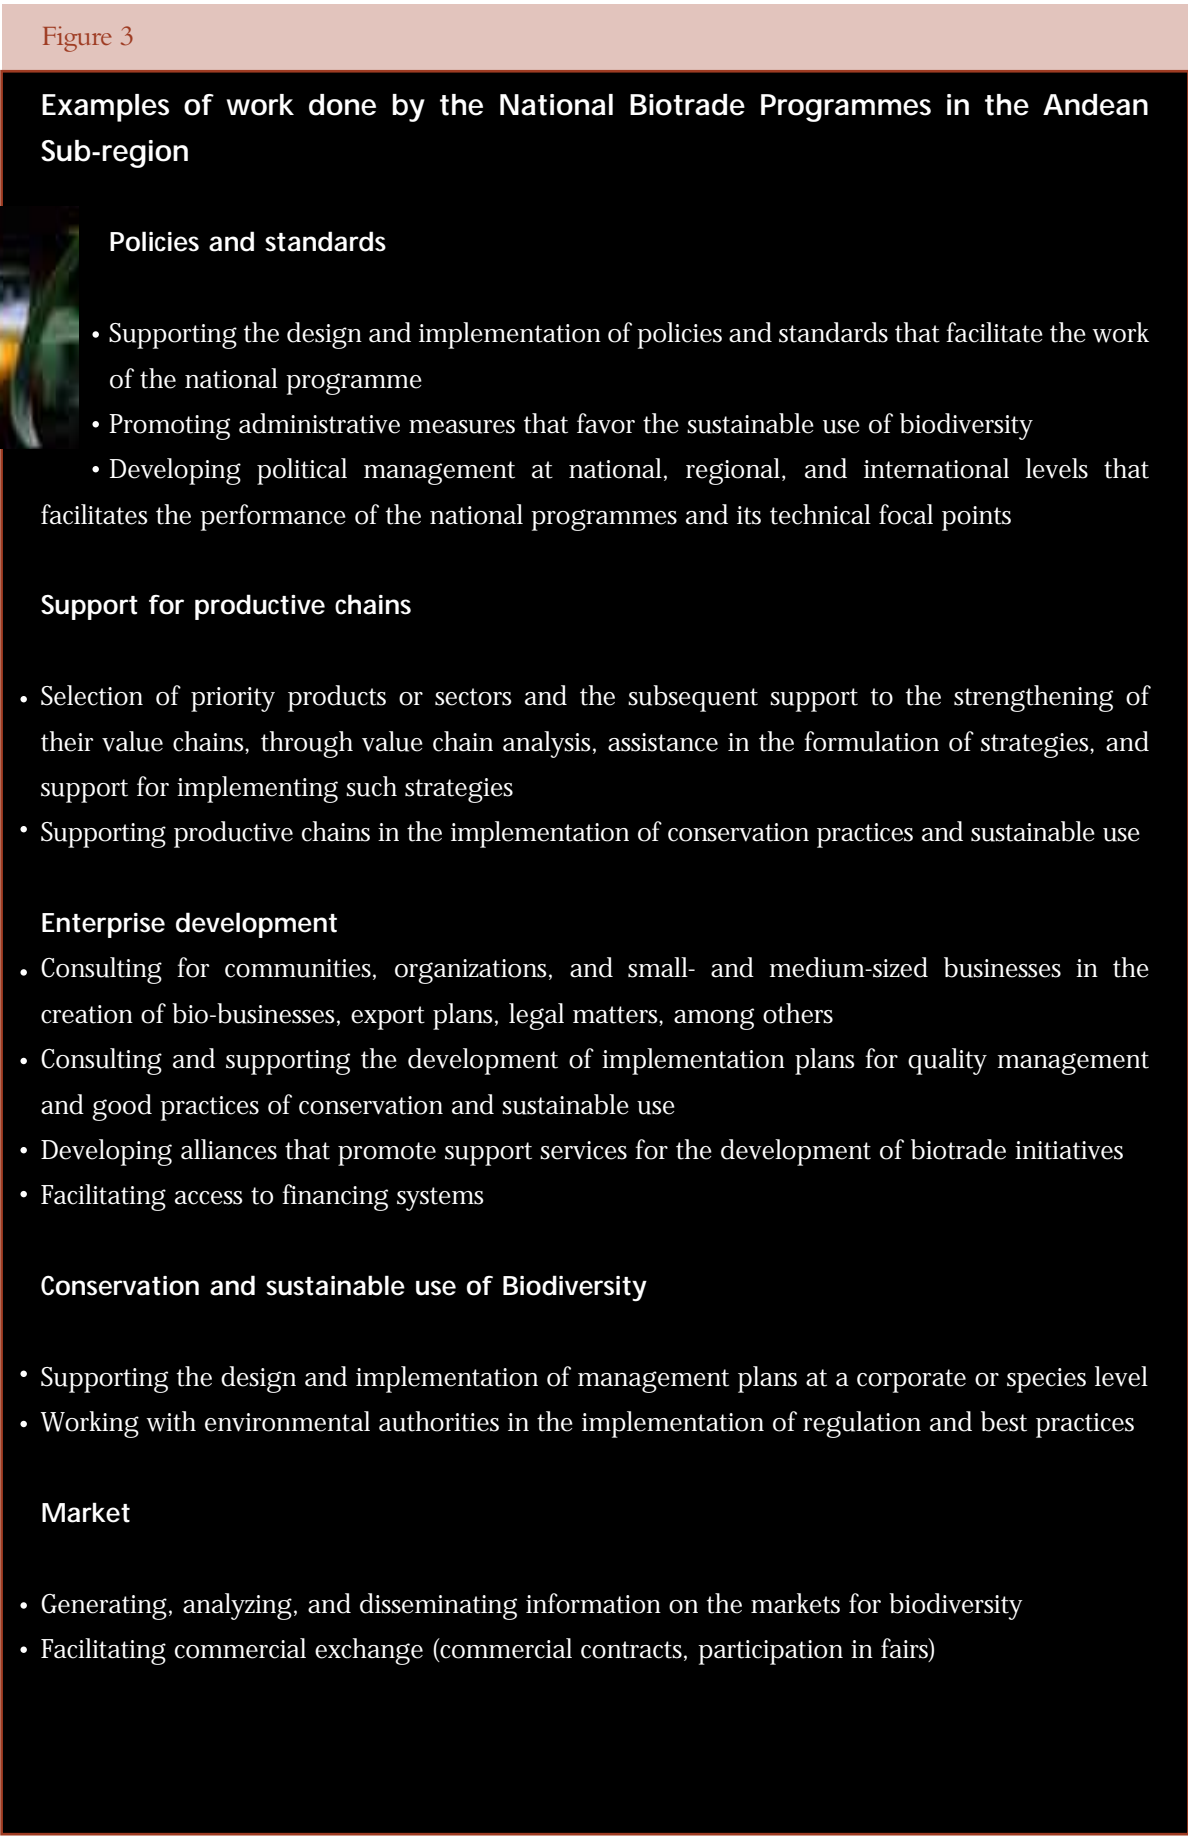 Figure 3
Examples of work done by the National Biotrade Programmes in the Andean
Sub-region
Policies and standards
• Supporting the design and implementation of policies and standards that facilitate the work
of the national programme
• Promoting administrative measures that favor the sustainable use of biodiversity
• Developing political management at national, regional, and international levels that
facilitates the performance of the national programmes and its technical focal points
Support for productive chains
• Selection of priority products or sectors and the subsequent support to the strengthening of
their value chains, through value chain analysis, assistance in the formulation of strategies, and
support for implementing such strategies
• Supporting productive chains in the implementation of conservation practices and sustainable use
Enterprise development
• Consulting for communities, organizations, and small- and medium-sized businesses in the
creation of bio-businesses, export plans, legal matters, among others
• Consulting and supporting the development of implementation plans for quality management
and good practices of conservation and sustainable use
• Developing alliances that promote support services for the development of biotrade initiatives
• Facilitating access to financing systems
Conservation and sustainable use of Biodiversity
• Supporting the design and implementation of management plans at a corporate or species level
• Working with environmental authorities in the implementation of regulation and best practices
Market
• Generating, analyzing, and disseminating information on the markets for biodiversity
• Facilitating commercial exchange (commercial contracts, participation in fairs)